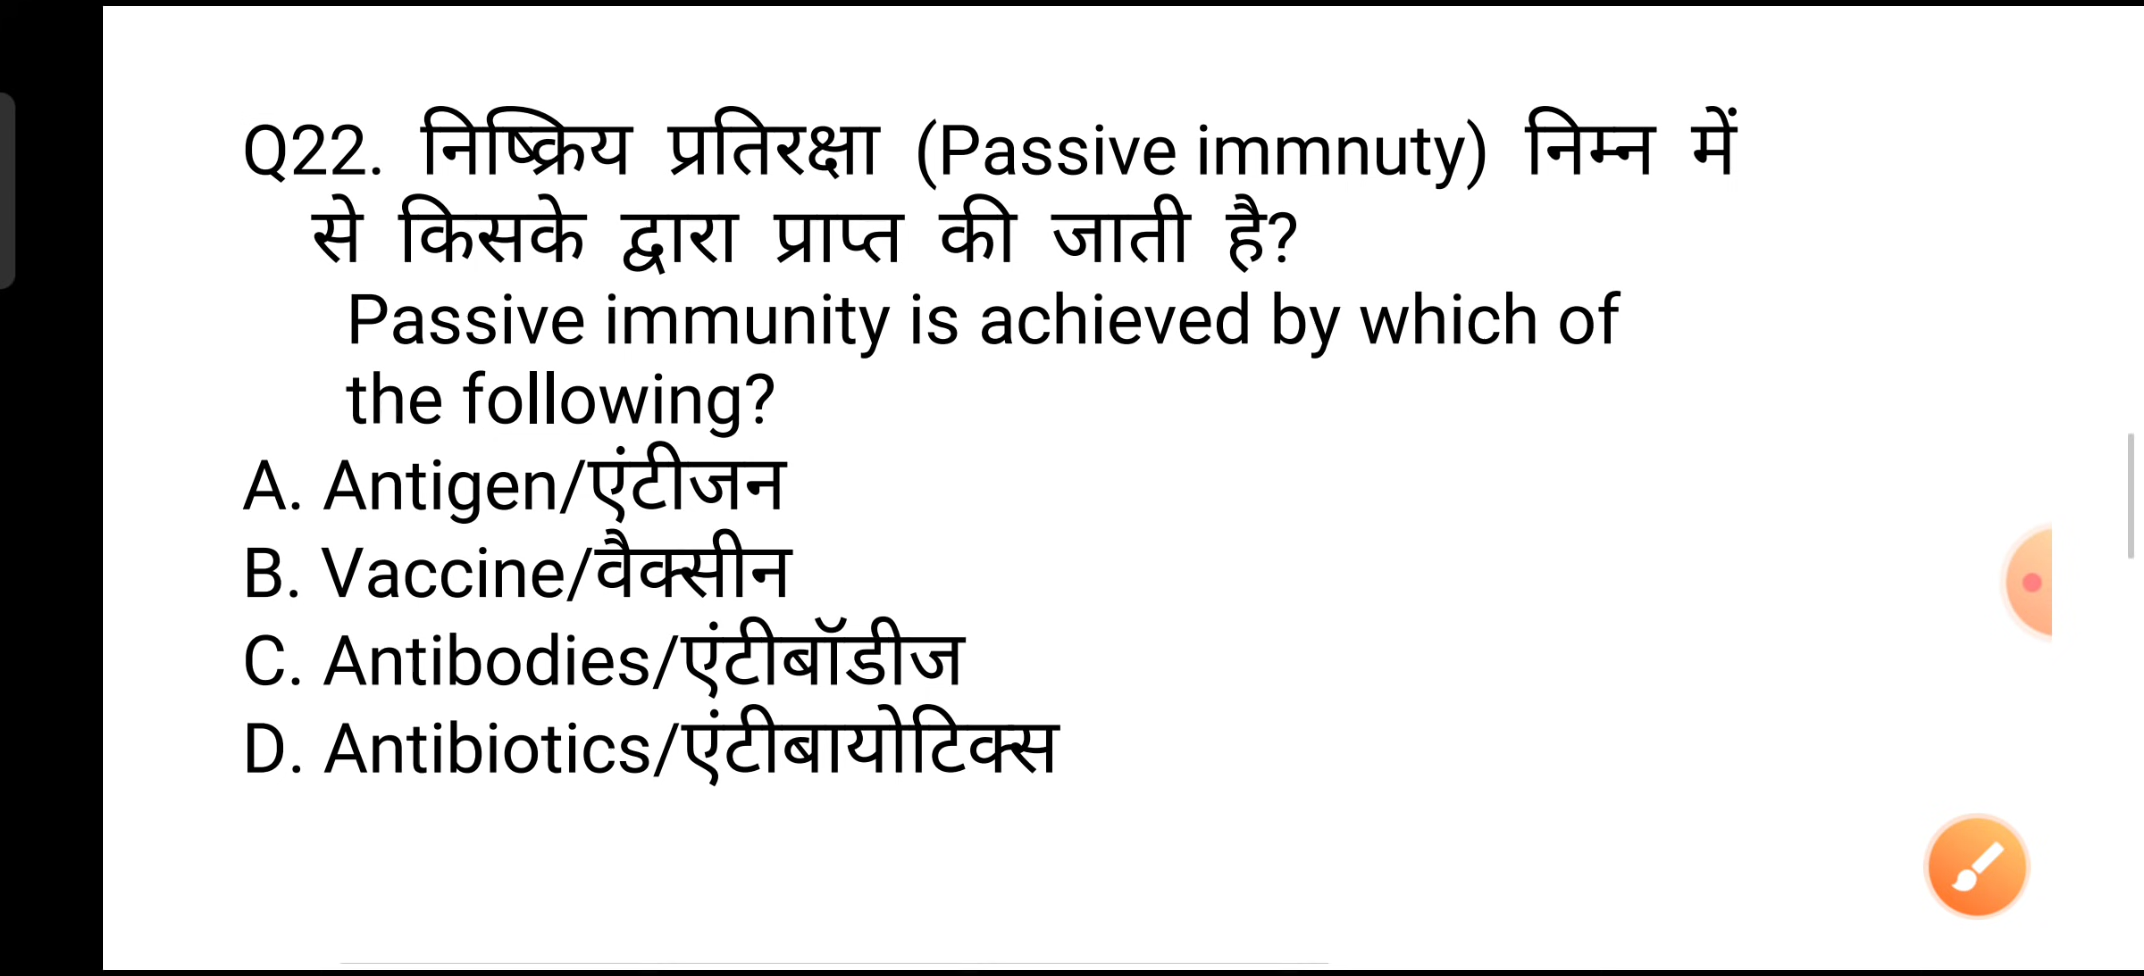 Q22. निष्क्रिय प्रतिरक्षा (Passive immnuty) निम्न में
से किसके द्वारा प्राप्त की जाती है?
Passive immunity is achieved by which of
the following?
A. Antigen/एंटीजन
B. Vaccine/वैक्सीन
C. Antibodies/एंटीबॉडीज
D. Antibiotics/एंटीबायोटिक्स